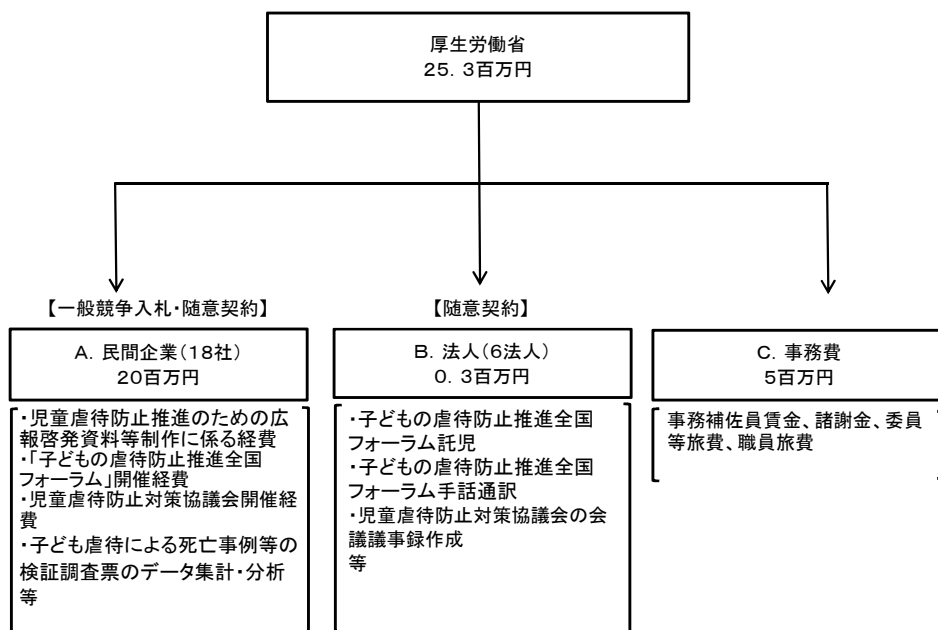 厚生労働省
25．3百万円
【一般競争入札・随意契約】
【随意契約】
A．民間企業(18社)
20百万円
B．法人(6法人)
0．3百万円
C．事務費
5百万円
・児童虐待防止推進のための広
報啓発資料等制作に係る経費
・「子どもの虐待防止推進全国
フォーラム」開催経費
・児童虐待防止対策協議会開催経
費
・子ども虐待による死亡事例等の
検証調査票のデータ集計・分析
等
・子どもの虐待防止推進全国
フォーラム託児
・子どもの虐待防止推進全国
フォーラム手話通訳
・児童虐待防止対策協議会の会
議議事録作成
等
事務補佐員賃金、諸謝金、委員
等旅費、職員旅費